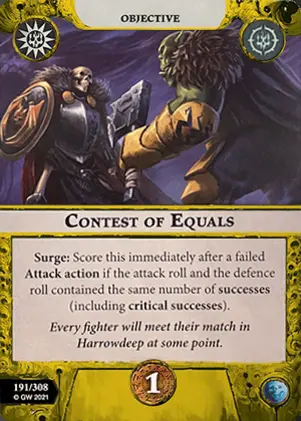 OBJECTIVE
CONTEST OF EQUALS
Surge: Score this immediately after a failed
Attack action if the attack roll and the defence
roll contained the same number of successes
(including critical successes).
Every fighter will meet their match in
Harrowdeep at some point.
191/308
© GW 2021
1